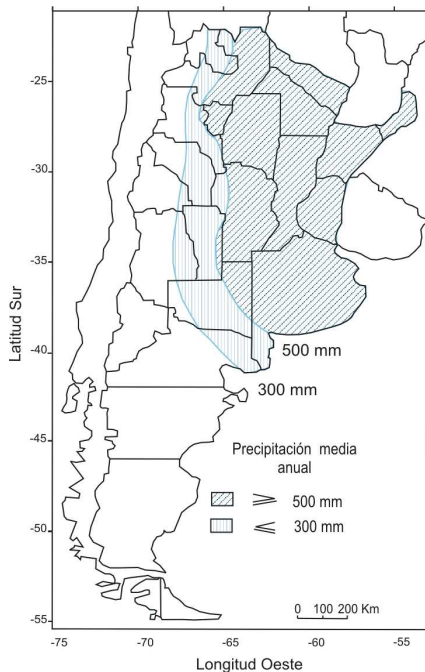 -25
-30
-35
-40
-45
-50
-55
Latitud Sur
500 mm
300 mm
Precipitación media
anual
500 mm
300 mm
0 100 200 Km
-75 -70 -65 -60 -55
Longitud Oeste